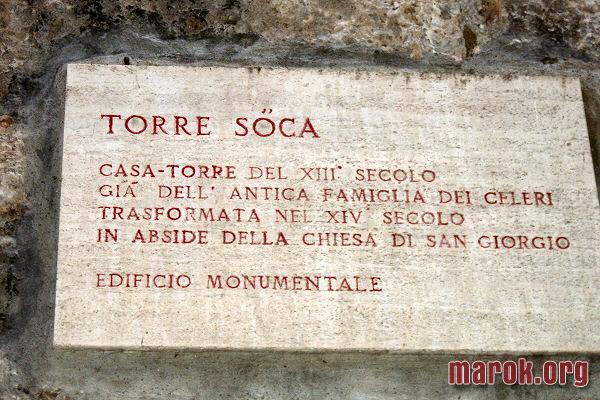 TORRE SÖCA
CASA-TORRE DEL XIII° SECOLO
GIÀ DELL' ANTICA FAMIGLIA DEI CELERI
TRASFORMATA NEL XIV° SECOLO
IN ABSIDE DELLA CHIESA DI SAN GIORGIO
EDIFICIO MONUMENTALE
marok.org